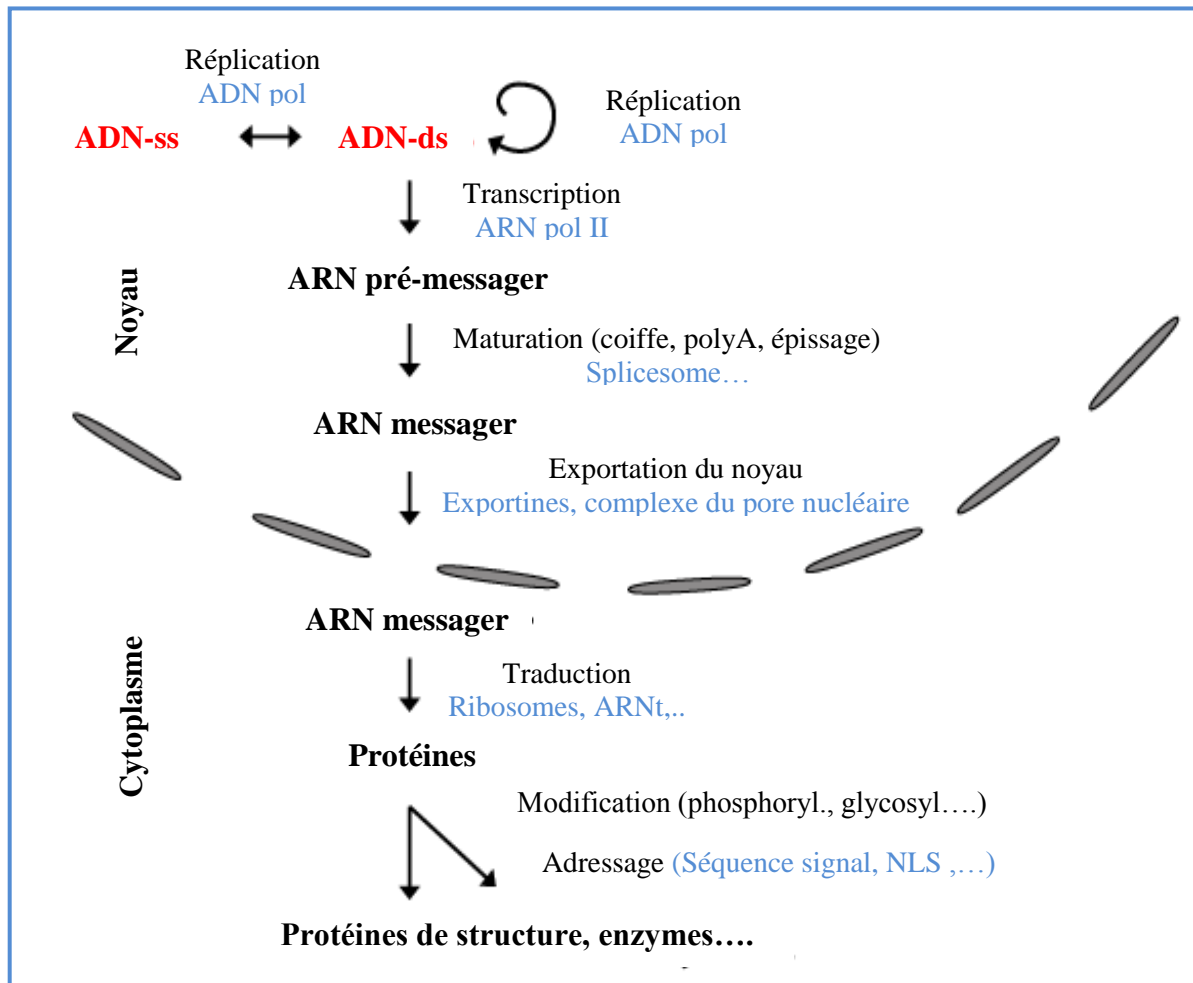 Réplication
ADN pol
ADN-ss
ADN-ds
Réplication
ADN pol
Transcription
ARN pol II
ARN pré-messager
Noyau
Maturation (coiffe, polyA, épissage)
Splicesome…
ARN messager
Exportation du noyau
Exportines, complexe du pore nucléaire
ARN messager
Traduction
Ribosomes, ARNt,..
Cytoplasme
Protéines
Modification (phosphoryl., glycosyl….)
Adressage (Séquence signal, NLS ,…)
Protéines de structure, enzymes….